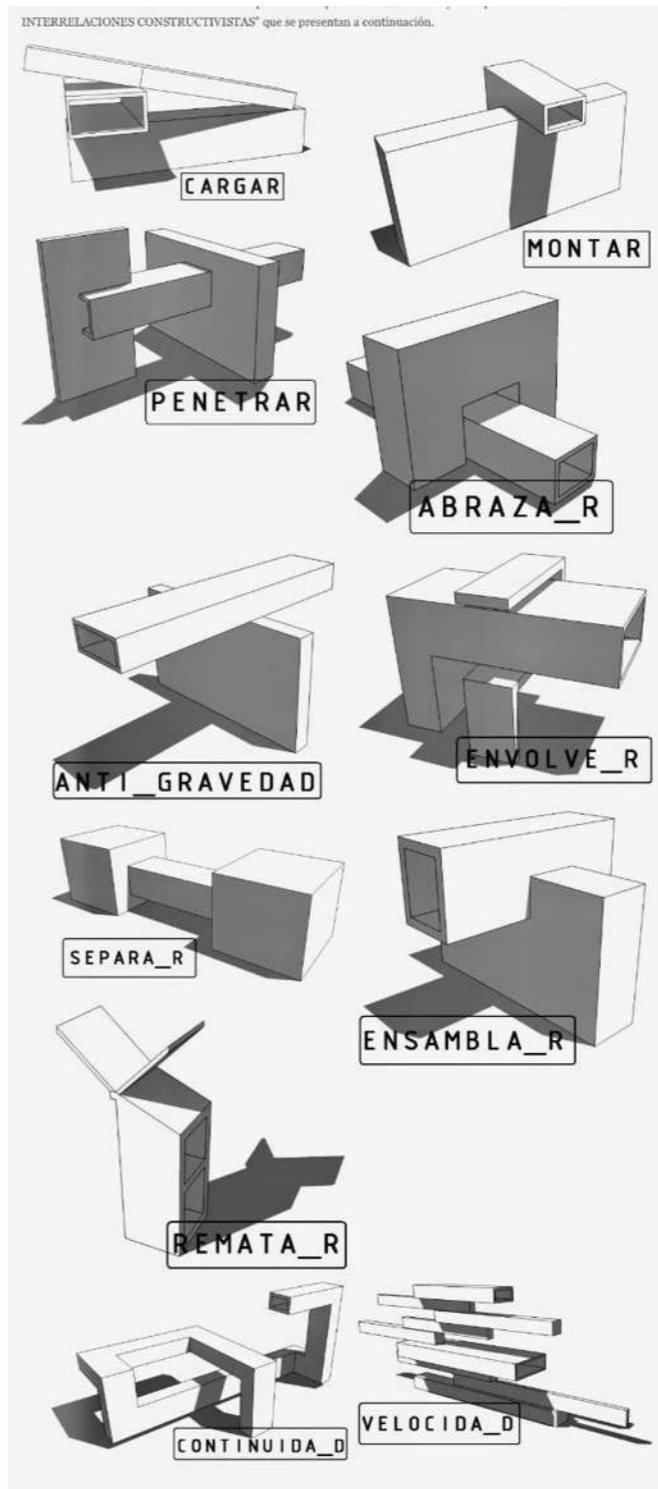 INTERRELACIONES CONSTRUCTIVISTAS" que se presentan a continuación.
CARGAR
MONTAR
PENETRAR
ABRAZA_R
ANTI_GRAVEDAD
ENVOLVE_R
SEPARA_R
ENSAMBLA_R
REMATA_R
CONTINUIDA_D
VELOCIDA_D